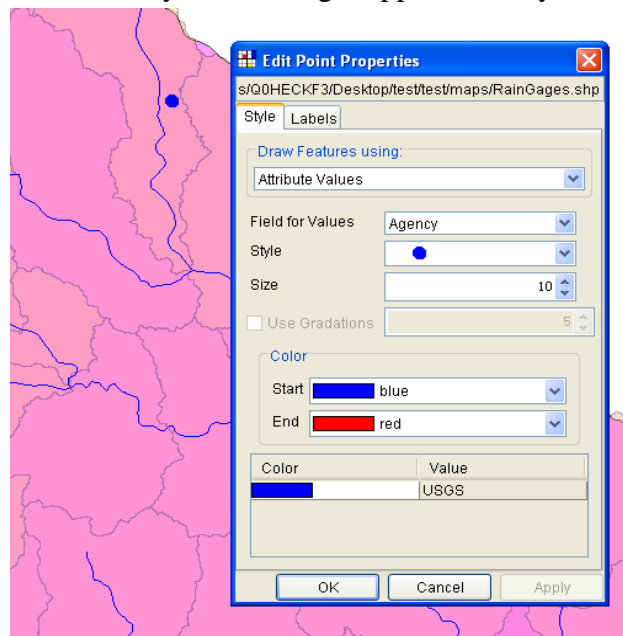 Edit Point Properties
s/Q0HECKF3/Desktop/test/test/maps/RainGages.shp
Style Labels
Draw Features using:
Attribute Values
Field for Values Agency
Style
Size 10
Use Gradations 5
Color
Start blue
End red
Color Value
USGS
OK Cancel Apply